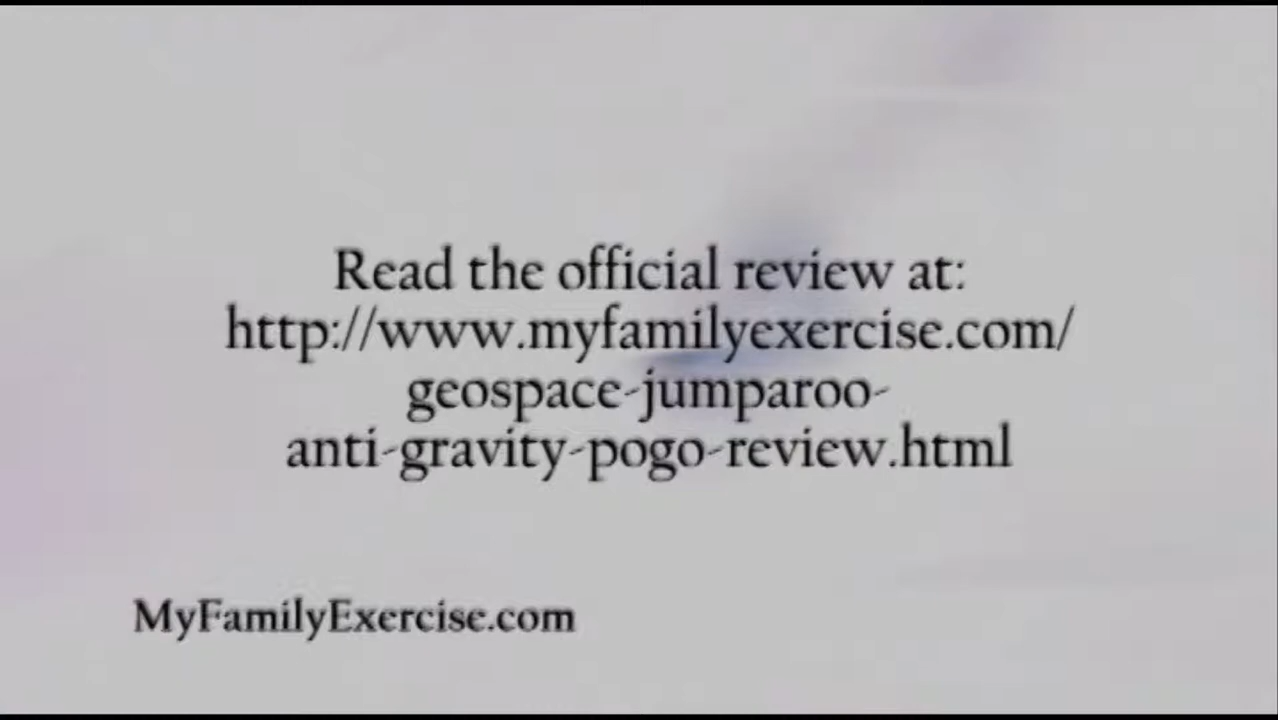 Read the official review at:
http://www.myfamilyexercise.com/
geospace-jumparoo-
anti-gravity-pogo-review.html
MyFamilyExercise.com